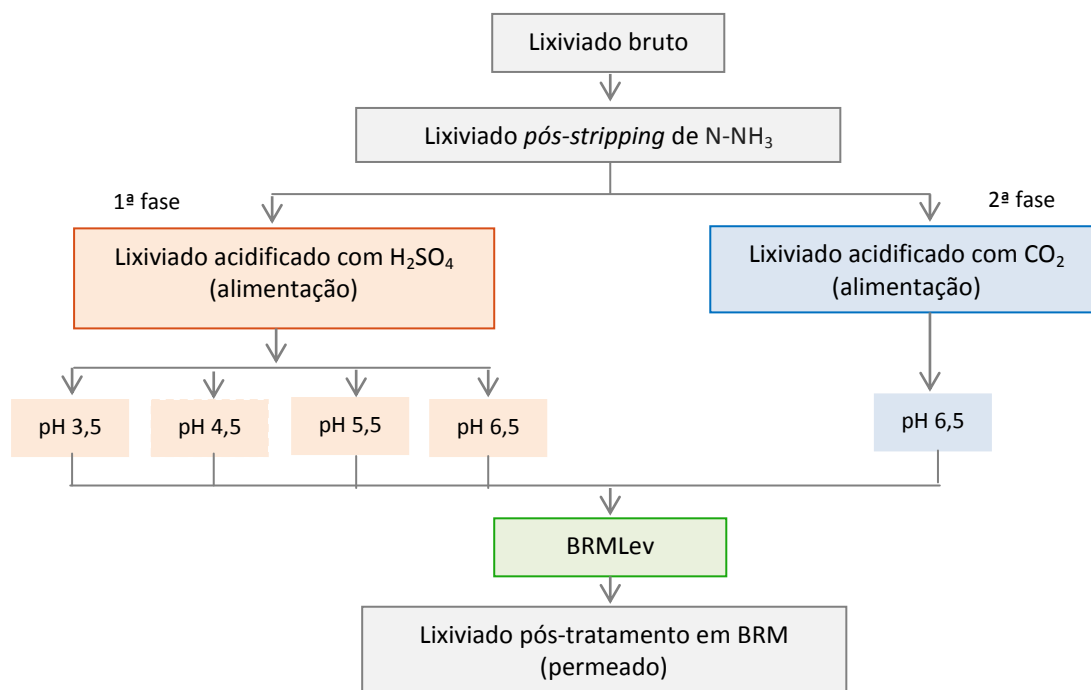 Lixiviado bruto
Lixiviado pós-stripping de N-NH₃
1ª fase
2ª fase
Lixiviado acidificado com H₂SO₄
(alimentação)
Lixiviado acidificado com CO₂
(alimentação)
pH 3,5
pH 4,5
pH 5,5
pH 6,5
pH 6,5
BRMLev
Lixiviado pós-tratamento em BRM
(permeado)